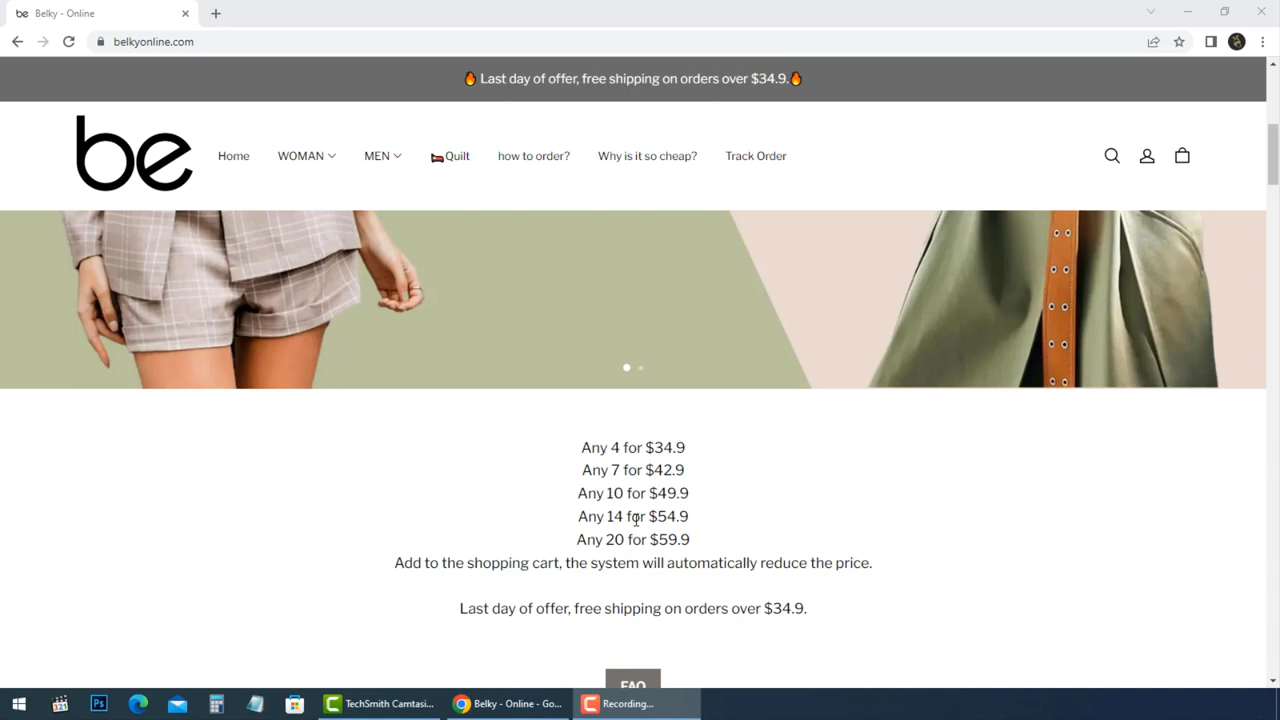 be Belky - Online
belkyonline.com
🔥 Last day of offer, free shipping on orders over $34.9.🔥
be
Home
WOMAN
MEN
Quilt
how to order?
Why is it so cheap?
Track Order
Any 4 for $34.9
Any 7 for $42.9
Any 10 for $49.9
Any 14 for $54.9
Any 20 for $59.9
Add to the shopping cart, the system will automatically reduce the price.
Last day of offer, free shipping on orders over $34.9.
FAQ
Ps
TechSmith Camtasi...
Belky - Online - Go...
Recording...